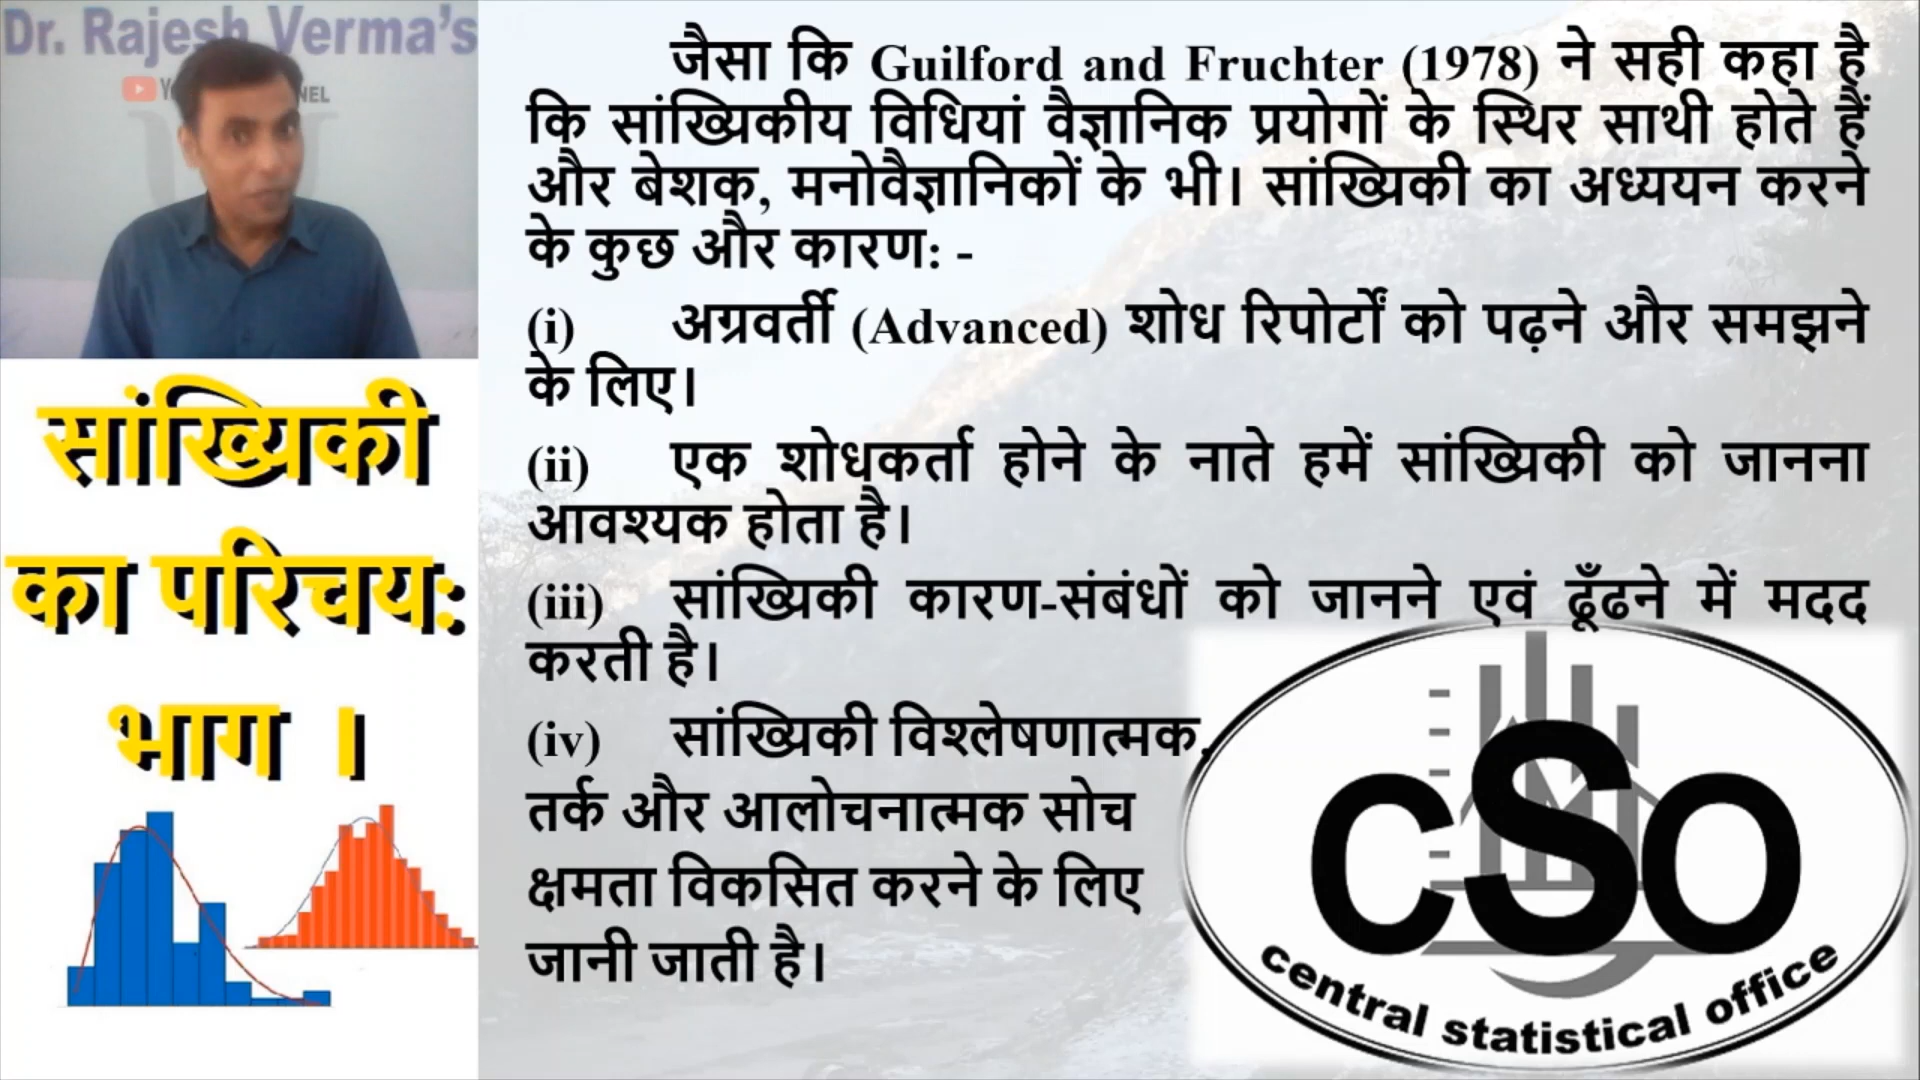 Dr. Rajesh Verma's
जैसा कि Guilford and Fruchter (1978) ने सही कहा है
कि सांख्यिकीय विधियां वैज्ञानिक प्रयोगों के स्थिर साथी होते हैं
और बेशक, मनोवैज्ञानिकों के भी। सांख्यिकी का अध्ययन करने
के कुछ और कारण: -
(i) अग्रवर्ती (Advanced) शोध रिपोर्टों को पढ़ने और समझने
के लिए।
(ii) एक शोधकर्ता होने के नाते हमें सांख्यिकी को जानना
आवश्यक होता है।
(iii) सांख्यिकी कारण-संबंधों को जानने एवं ढूँढने में मदद
करती है।
(iv) सांख्यिकी विश्लेषणात्मक,
तर्क और आलोचनात्मक सोच
क्षमता विकसित करने के लिए
जानी जाती है।
सांख्यिकी
का परिचय:
भाग ।
CSO
central statistical office